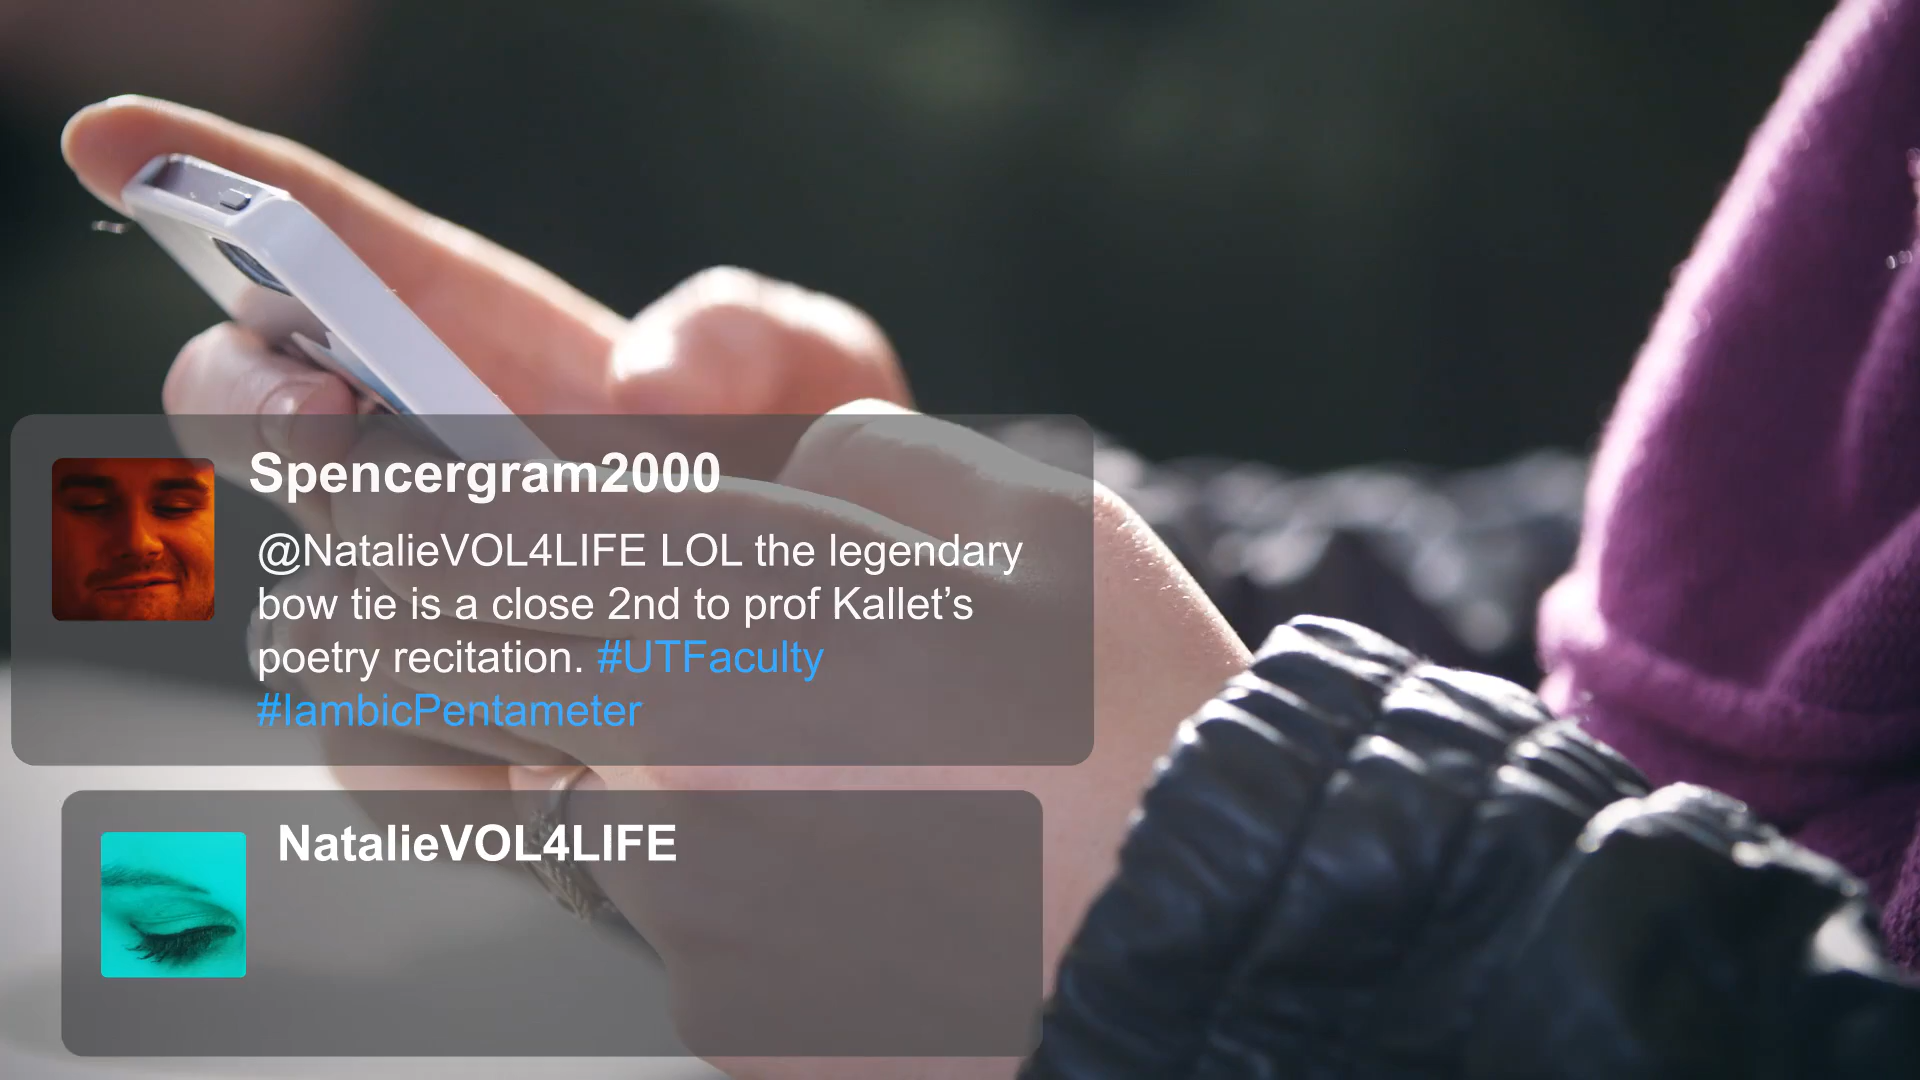 Spencergram2000
@NatalieVOL4LIFE LOL the legendary
bow tie is a close 2nd to prof Kallet’s
poetry recitation. #UTFaculty
#IambicPentameter
NatalieVOL4LIFE